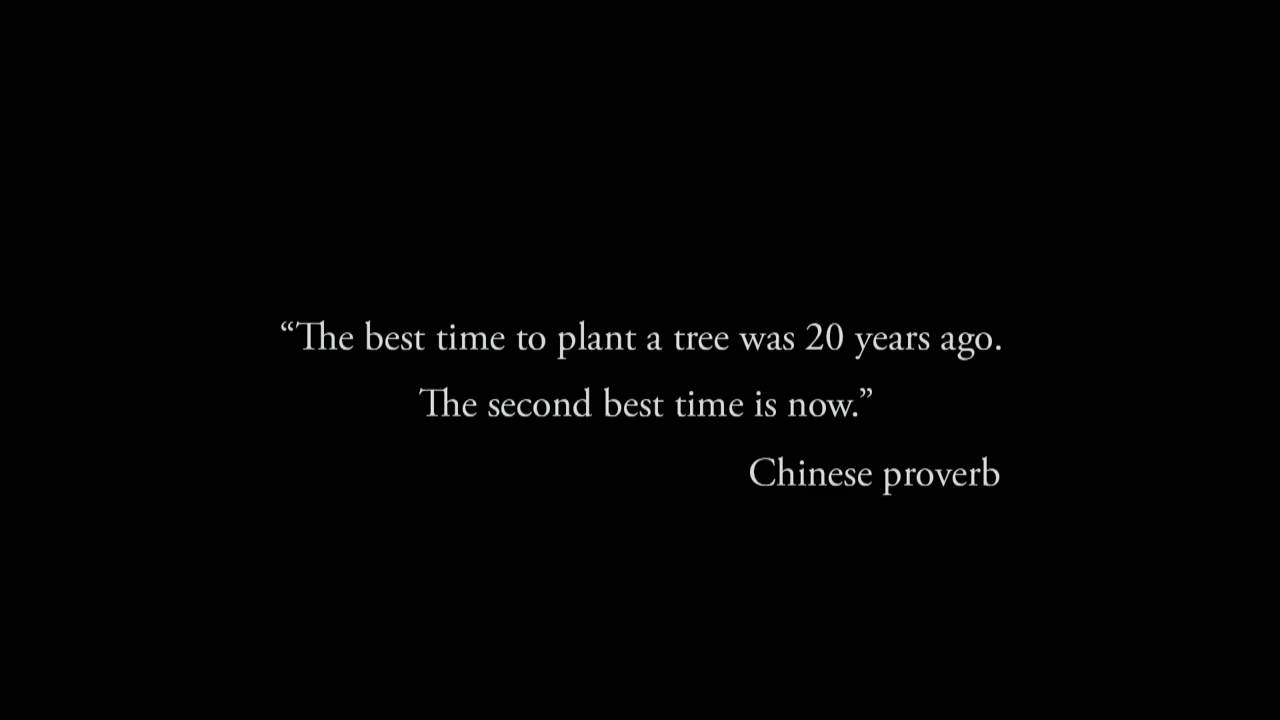 “The best time to plant a tree was 20 years ago.
The second best time is now.”
Chinese proverb